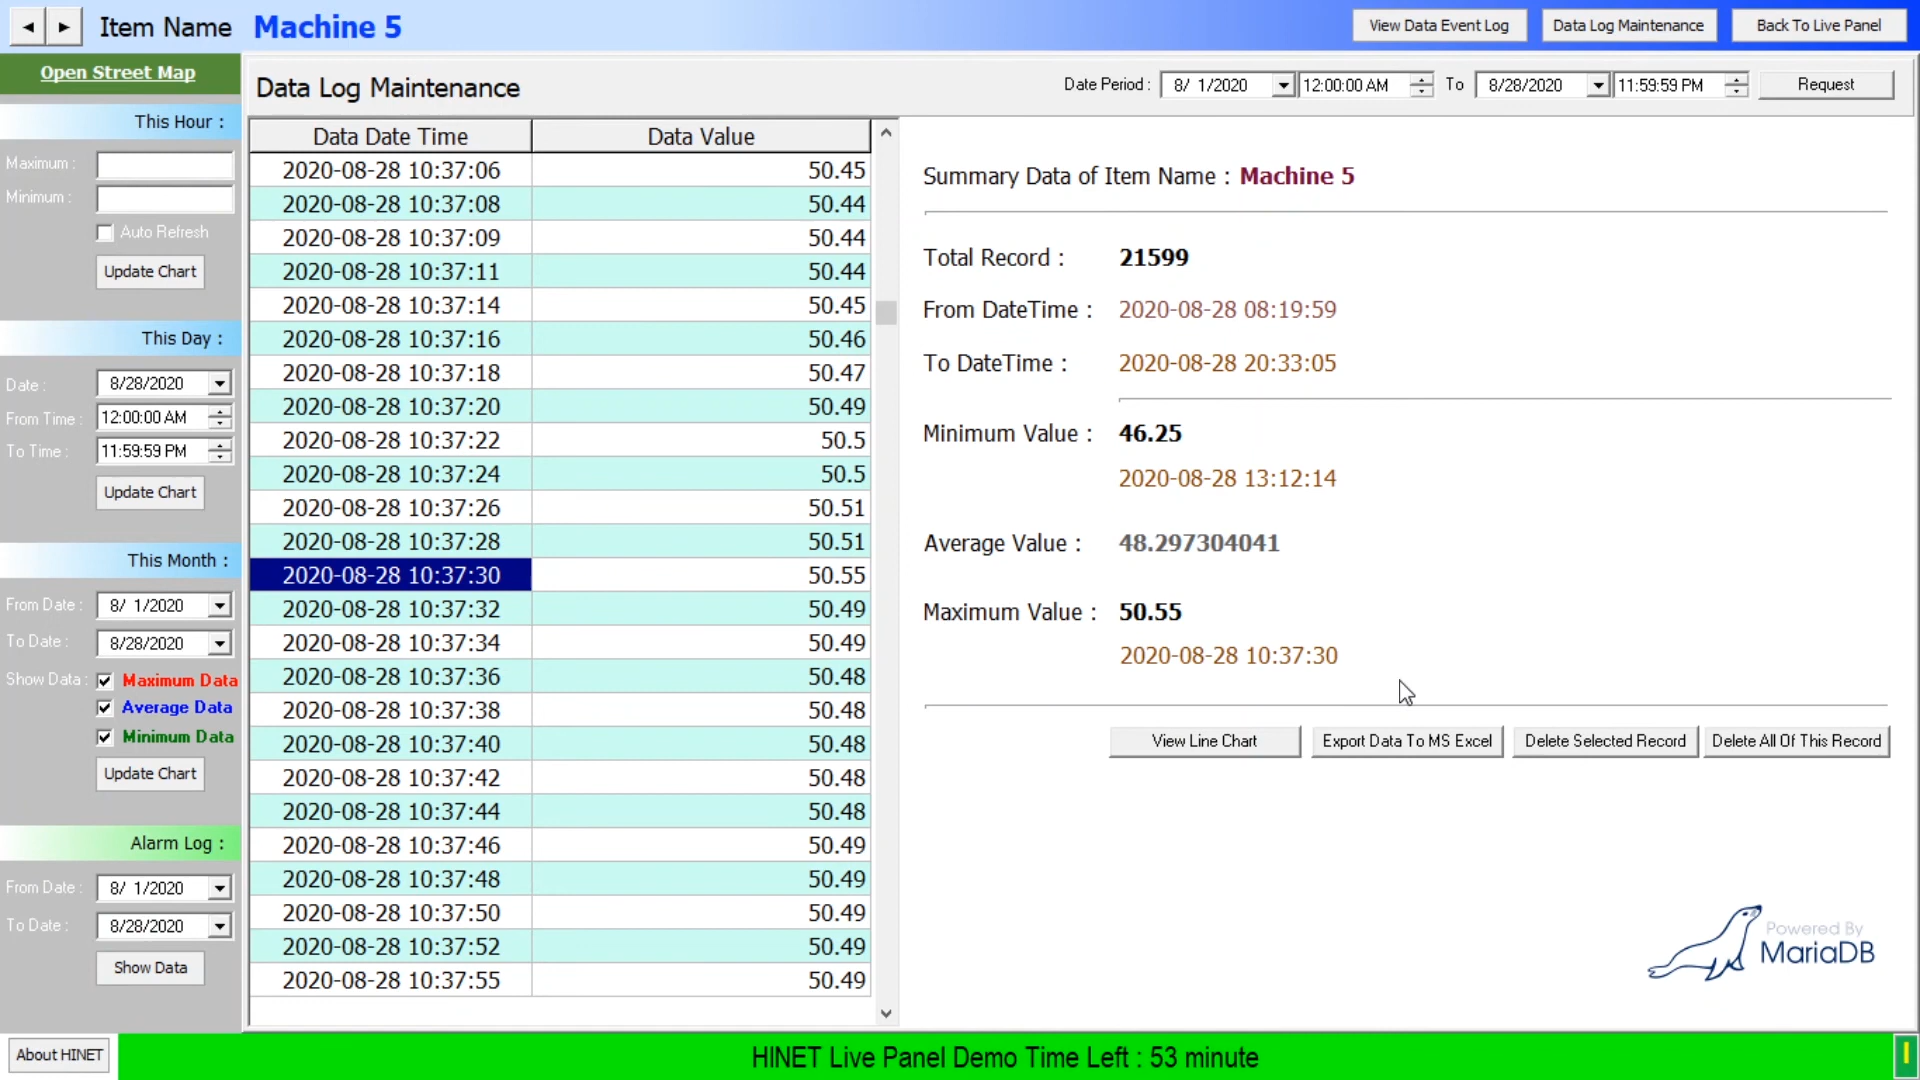 ◄ ► Item Name Machine 5 View Data Event Log Data Log Maintenance Back To Live Panel
Open Street Map
This Hour :
Maximum :
Minimum :
Auto Refresh
Update Chart
This Day :
Date : 8/28/2020
From Time : 12:00:00 AM
To Time : 11:59:59 PM
Update Chart
This Month :
From Date : 8/ 1/2020
To Date : 8/28/2020
Show Data : Maximum Data
Average Data
Minimum Data
Update Chart
Alarm Log :
From Date : 8/ 1/2020
To Date : 8/28/2020
Show Data
Data Log Maintenance Date Period : 8/ 1/2020 12:00:00 AM To 8/28/2020 11:59:59 PM Request
Data Date Time Data Value
2020-08-28 10:37:06 50.45
2020-08-28 10:37:08 50.44
2020-08-28 10:37:09 50.44
2020-08-28 10:37:11 50.44
2020-08-28 10:37:14 50.45
2020-08-28 10:37:16 50.46
2020-08-28 10:37:18 50.47
2020-08-28 10:37:20 50.49
2020-08-28 10:37:22 50.5
2020-08-28 10:37:24 50.5
2020-08-28 10:37:26 50.51
2020-08-28 10:37:28 50.51
2020-08-28 10:37:30 50.55
2020-08-28 10:37:32 50.49
2020-08-28 10:37:34 50.49
2020-08-28 10:37:36 50.48
2020-08-28 10:37:38 50.48
2020-08-28 10:37:40 50.48
2020-08-28 10:37:42 50.48
2020-08-28 10:37:44 50.48
2020-08-28 10:37:46 50.49
2020-08-28 10:37:48 50.49
2020-08-28 10:37:50 50.49
2020-08-28 10:37:52 50.49
2020-08-28 10:37:55 50.49
Summary Data of Item Name : Machine 5
Total Record : 21599
From DateTime : 2020-08-28 08:19:59
To DateTime : 2020-08-28 20:33:05
Minimum Value : 46.25
2020-08-28 13:12:14
Average Value : 48.297304041
Maximum Value : 50.55
2020-08-28 10:37:30
View Line Chart Export Data To MS Excel Delete Selected Record Delete All Of This Record
Powered By
MariaDB
About HINET HINET Live Panel Demo Time Left : 53 minute